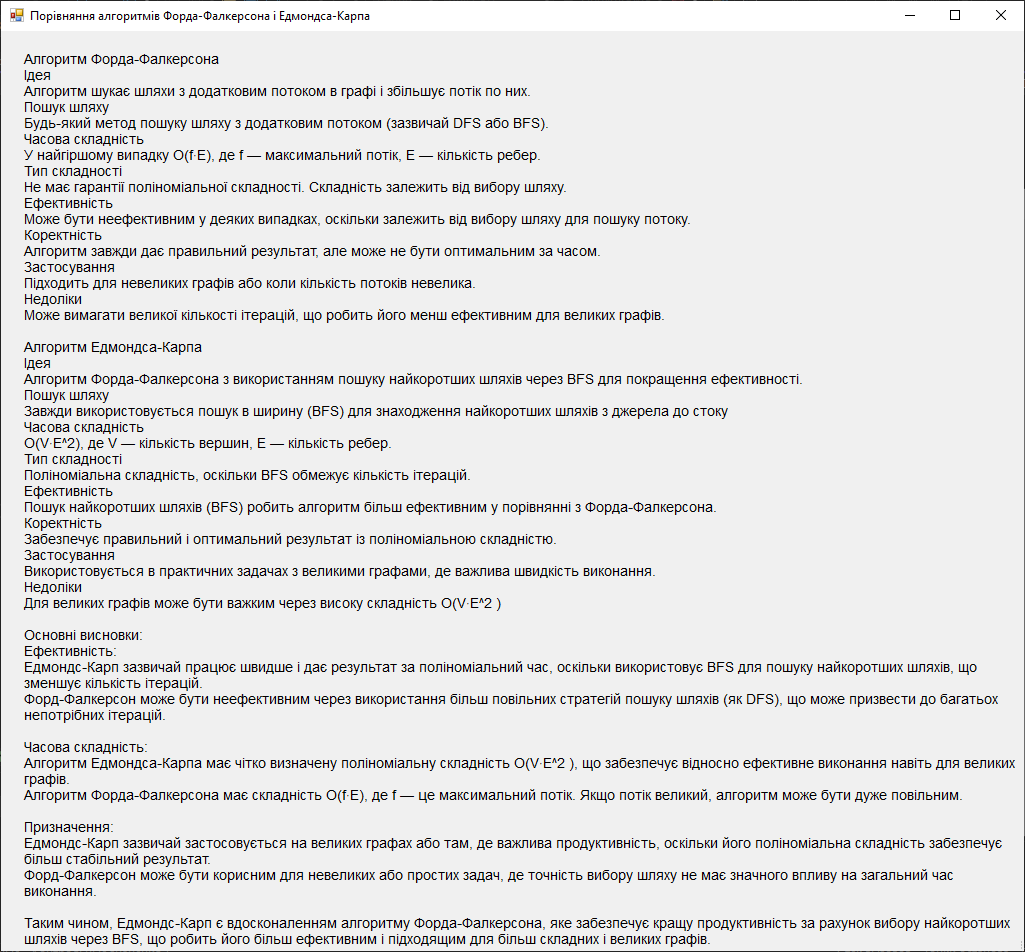 Порівняння алгоритмів Форда-Фалкерсона і Едмондса-Карпа
Алгоритм Форда-Фалкерсона
Ідея
Алгоритм шукає шляхи з додатковим потоком в графі і збільшує потік по них.
Пошук шляху
Будь-який метод пошуку шляху з додатковим потоком (зазвичай DFS або BFS).
Часова складність
У найгіршому випадку O(f·E), де f — максимальний потік, E — кількість ребер.
Тип складності
Не має гарантії поліноміальної складності. Складність залежить від вибору шляху.
Ефективність
Може бути неефективним у деяких випадках, оскільки залежить від вибору шляху для пошуку потоку.
Коректність
Алгоритм завжди дає правильний результат, але може не бути оптимальним за часом.
Застосування
Підходить для невеликих графів або коли кількість потоків невелика.
Недоліки
Може вимагати великої кількості ітерацій, що робить його менш ефективним для великих графів.

Алгоритм Едмондса-Карпа
Ідея
Алгоритм Форда-Фалкерсона з використанням пошуку найкоротших шляхів через BFS для покращення ефективності.
Пошук шляху
Завжди використовується пошук в ширину (BFS) для знаходження найкоротших шляхів з джерела до стоку
Часова складність
O(V·E^2), де V — кількість вершин, E — кількість ребер.
Тип складності
Поліноміальна складність, оскільки BFS обмежує кількість ітерацій.
Ефективність
Пошук найкоротших шляхів (BFS) робить алгоритм більш ефективним у порівнянні з Форда-Фалкерсона.
Коректність
Забезпечує правильний і оптимальний результат із поліноміальною складністю.
Застосування
Використовується в практичних задачах з великими графами, де важлива швидкість виконання.
Недоліки
Для великих графів може бути важким через високу складність O(V·E^2 )

Основні висновки:
Ефективність:
Едмондс-Карп зазвичай працює швидше і дає результат за поліноміальний час, оскільки використовує BFS для пошуку найкоротших шляхів, що
зменшує кількість ітерацій.
Форд-Фалкерсон може бути неефективним через використання більш повільних стратегій пошуку шляхів (як DFS), що може призвести до багатьох
непотрібних ітерацій.

Часова складність:
Алгоритм Едмондса-Карпа має чітко визначену поліноміальну складність O(V·E^2 ), що забезпечує відносно ефективне виконання навіть для великих
графів.
Алгоритм Форда-Фалкерсона має складність O(f·E), де f — це максимальний потік. Якщо потік великий, алгоритм може бути дуже повільним.

Призначення:
Едмондс-Карп зазвичай застосовується на великих графах або там, де важлива продуктивність, оскільки його поліноміальна складність забезпечує
більш стабільний результат.
Форд-Фалкерсон може бути корисним для невеликих або простих задач, де точність вибору шляху не має значного впливу на загальний час
виконання.

Таким чином, Едмондс-Карп є вдосконаленням алгоритму Форда-Фалкерсона, яке забезпечує кращу продуктивність за рахунок вибору найкоротших
шляхів через BFS, що робить його більш ефективним і підходящим для більш складних і великих графів.